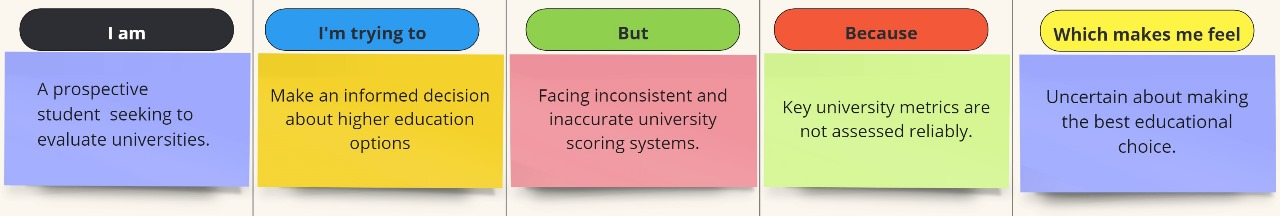 I am
A prospective
student  seeking to
evaluate universities.
I'm trying to
Make an informed decision
about higher education
options
But
Facing inconsistent and
inaccurate university
scoring systems.
Because
Key university metrics are
not assessed reliably.
Which makes me feel
Uncertain about making
the best educational
choice.